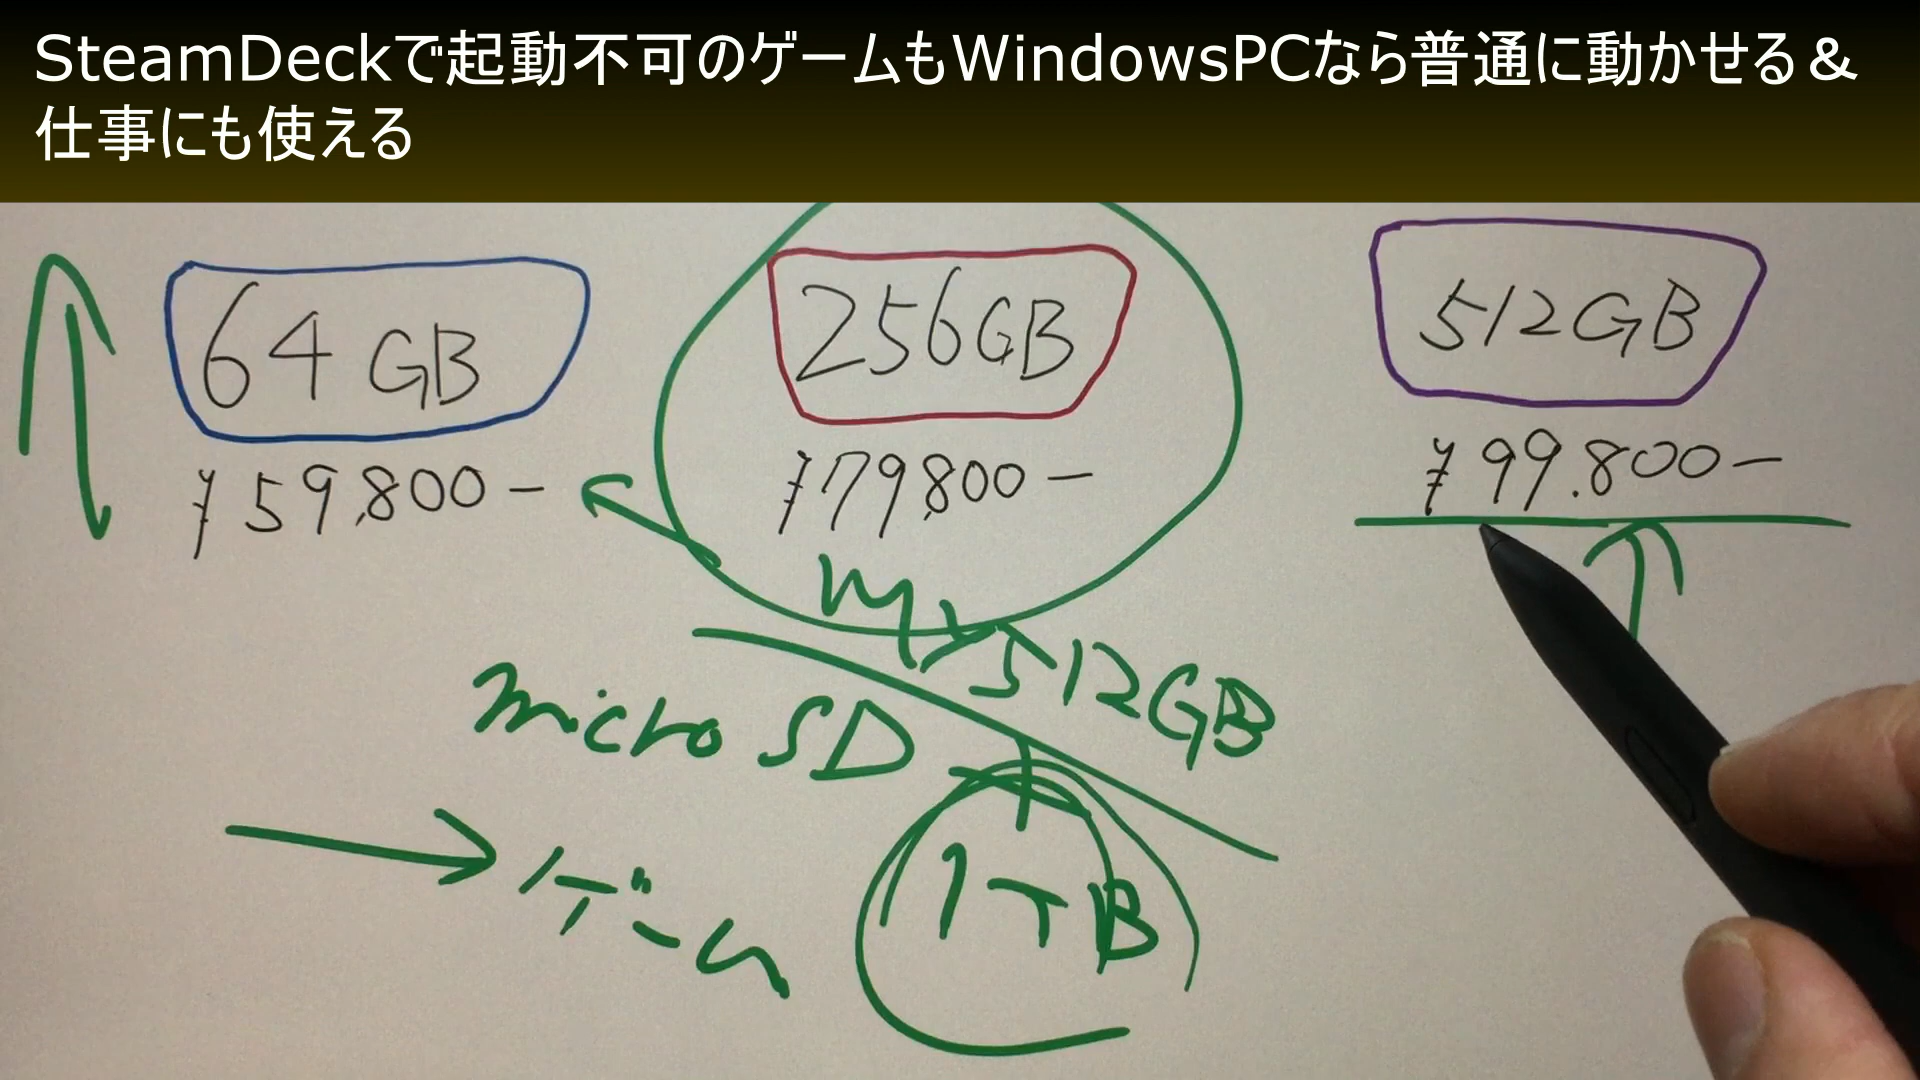 SteamDeckで起動不可のゲームもWindowsPCなら普通に動かせる＆
仕事にも使える
64GB
256GB
512GB
¥59,800-
¥79,800-
¥99.800-
512GB
micro SD
ゲーム
1TB